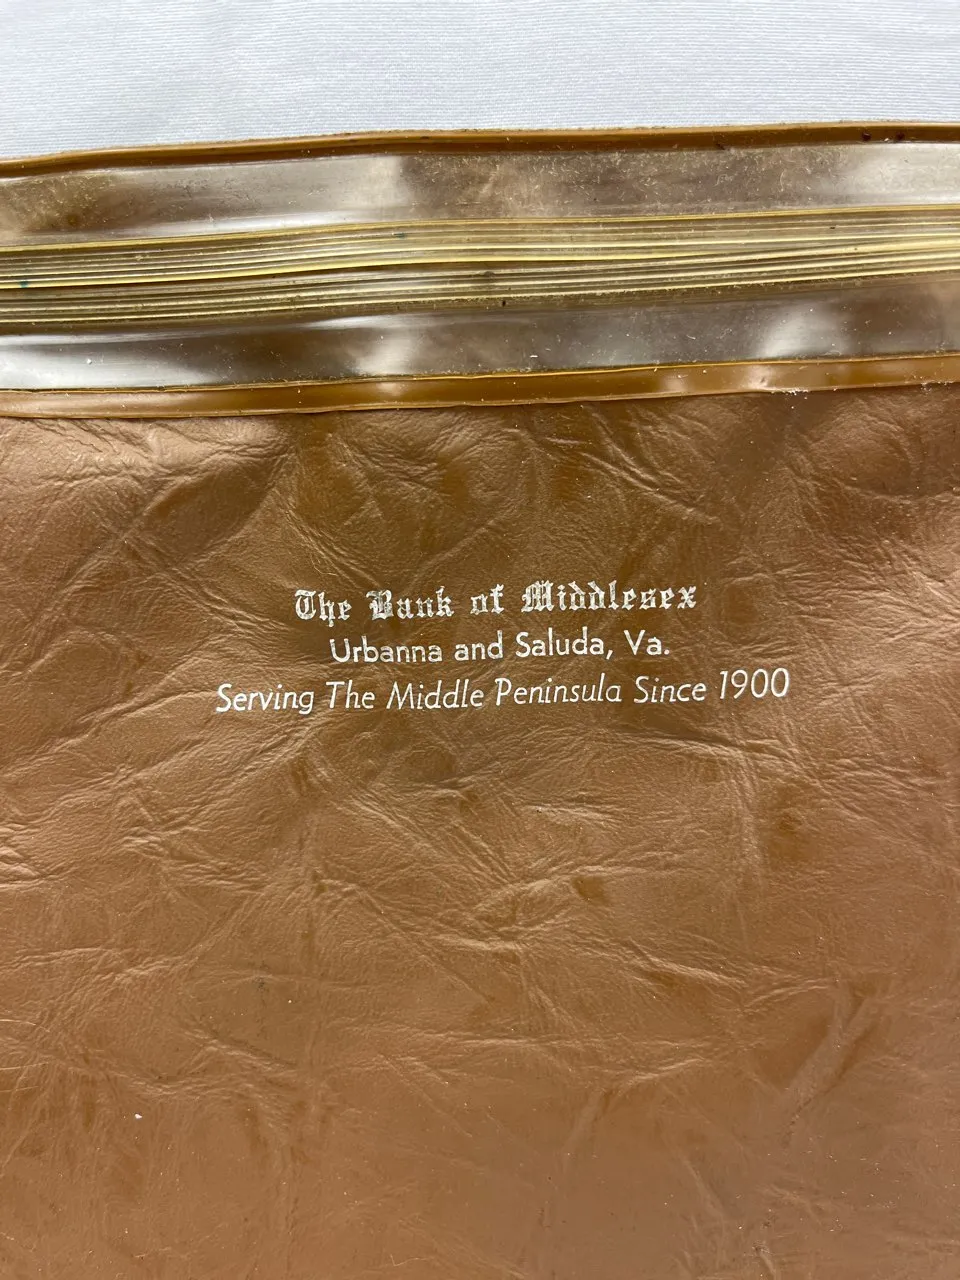 The Bank of Middlesex
Urbanna and Saluda, Va.
Serving The Middle Peninsula Since 1900